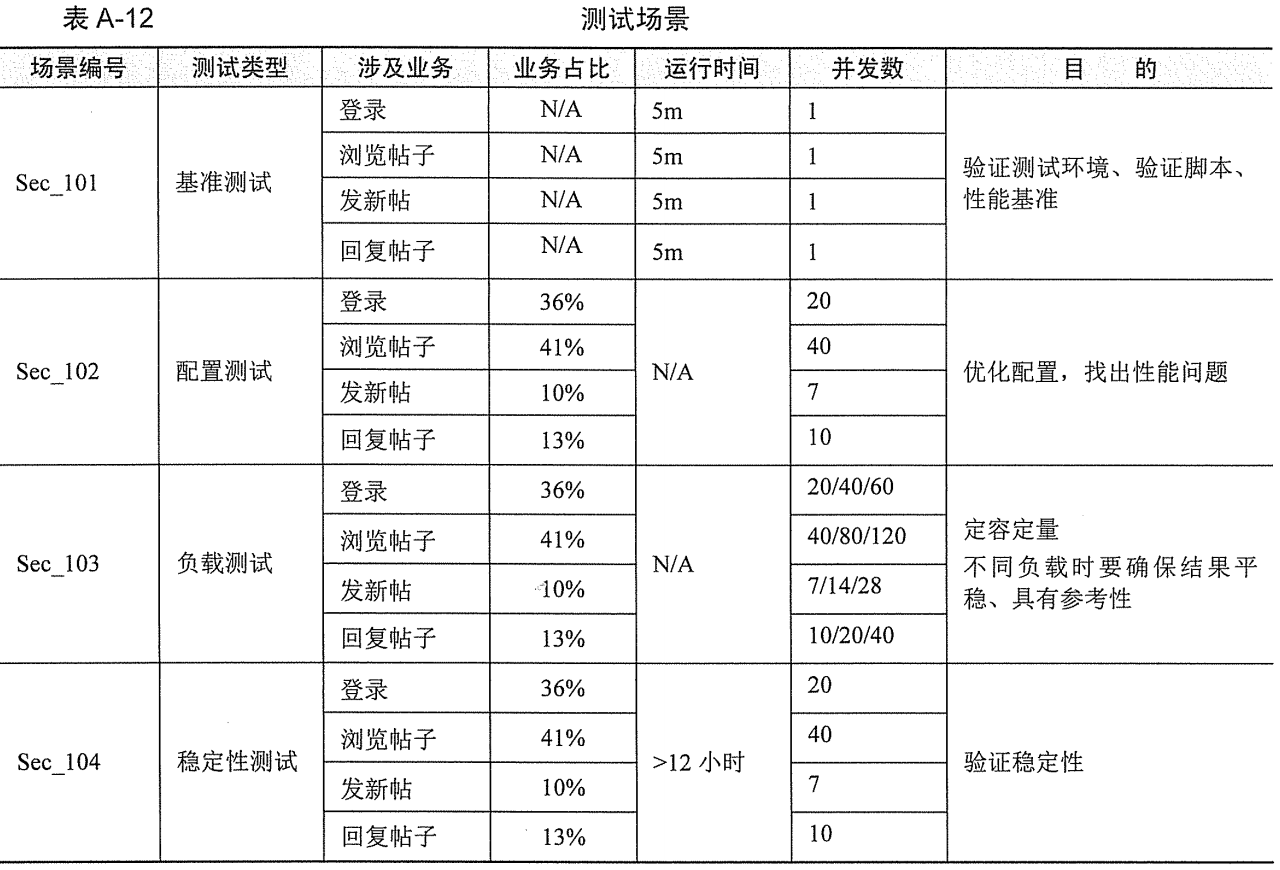 表 A-12 测试场景
场景编号 测试类型 涉及业务 业务占比 运行时间 并发数 目 的
Sec_101 基准测试 登录 N/A 5m 1 验证测试环境、验证脚本、
性能基准
浏览帖子 N/A 5m 1
发新帖 N/A 5m 1
回复帖子 N/A 5m 1
Sec_102 配置测试 登录 36% N/A 20 优化配置，找出性能问题
浏览帖子 41% 40
发新帖 10% 7
回复帖子 13% 10
Sec_103 负载测试 登录 36% N/A 20/40/60 定容定量
不同负载时要确保结果平
稳、具有参考性
浏览帖子 41% 40/80/120
发新帖 10% 7/14/28
回复帖子 13% 10/20/40
Sec_104 稳定性测试 登录 36% >12 小时 20 验证稳定性
浏览帖子 41% 40
发新帖 10% 7
回复帖子 13% 10